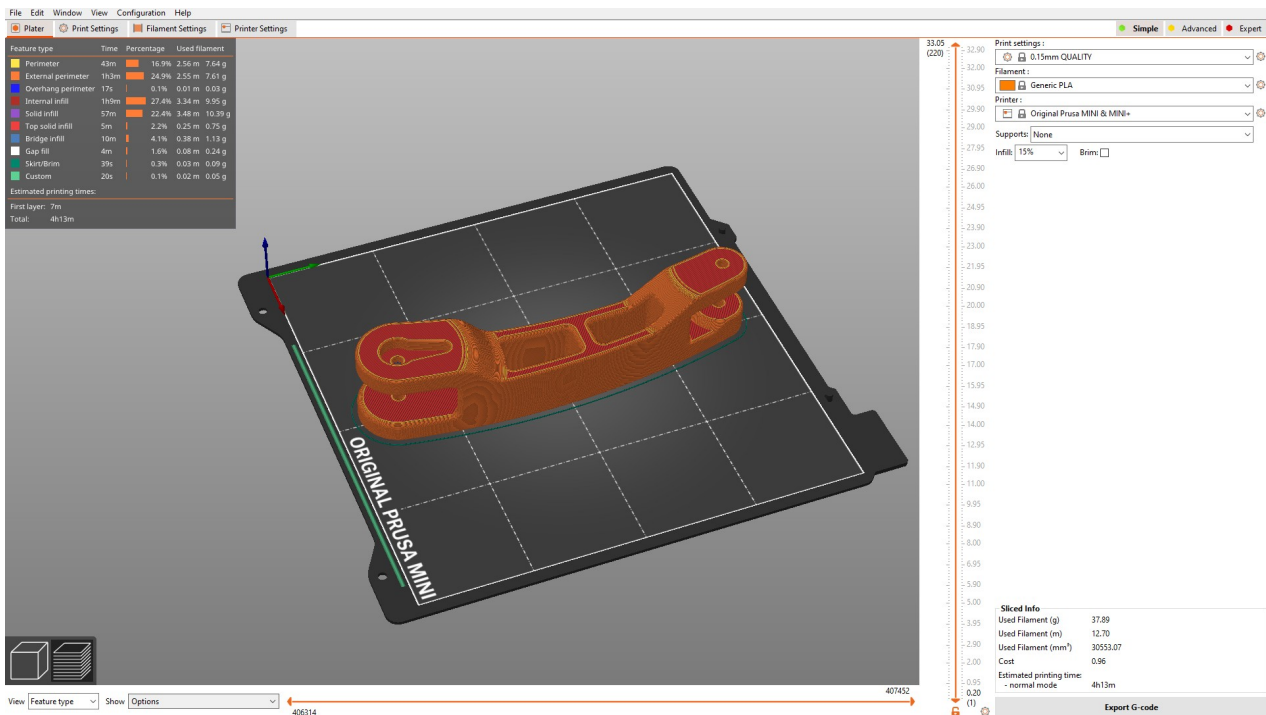 File Edit Window View Configuration Help
Plater Print Settings Filament Settings Printer Settings Simple Advanced Expert
Feature type Time Percentage Used filament
Perimeter 43m 16.9% 2.56 m 7.64 g
External perimeter 1h3m 24.9% 2.55 m 7.61 g
Overhang perimeter 17s 0.1% 0.01 m 0.03 g
Internal infill 1h9m 27.4% 3.34 m 9.95 g
Solid infill 57m 22.4% 3.48 m 10.39 g
Top solid infill 5m 2.2% 0.25 m 0.75 g
Bridge infill 10m 4.1% 0.38 m 1.13 g
Gap fill 4m 1.6% 0.08 m 0.24 g
Skirt/Brim 39s 0.3% 0.03 m 0.09 g
Custom 20s 0.1% 0.02 m 0.05 g
Estimated printing times:
First layer: 7m
Total: 4h13m
ORIGINAL PRUSA MINI
33.05
(220)
32.90
32.00
30.95
29.90
29.00
27.95
26.90
26.00
24.95
23.90
23.00
21.95
20.90
20.00
18.95
17.90
17.00
15.95
14.90
14.00
12.95
11.90
11.00
9.95
8.90
8.00
6.95
5.90
5.00
3.95
2.90
2.00
0.95
0.20
(1)
Print settings :
0.15mm QUALITY
Filament :
Generic PLA
Printer :
Original Prusa MINI & MINI+
Supports: None
Infill: 15% Brim:
Sliced Info
Used Filament (g) 37.89
Used Filament (m) 12.70
Used Filament (mm³) 30553.07
Cost 0.96
Estimated printing time:
- normal mode 4h13m
Export G-code
View Feature type Show Options
407452
406314